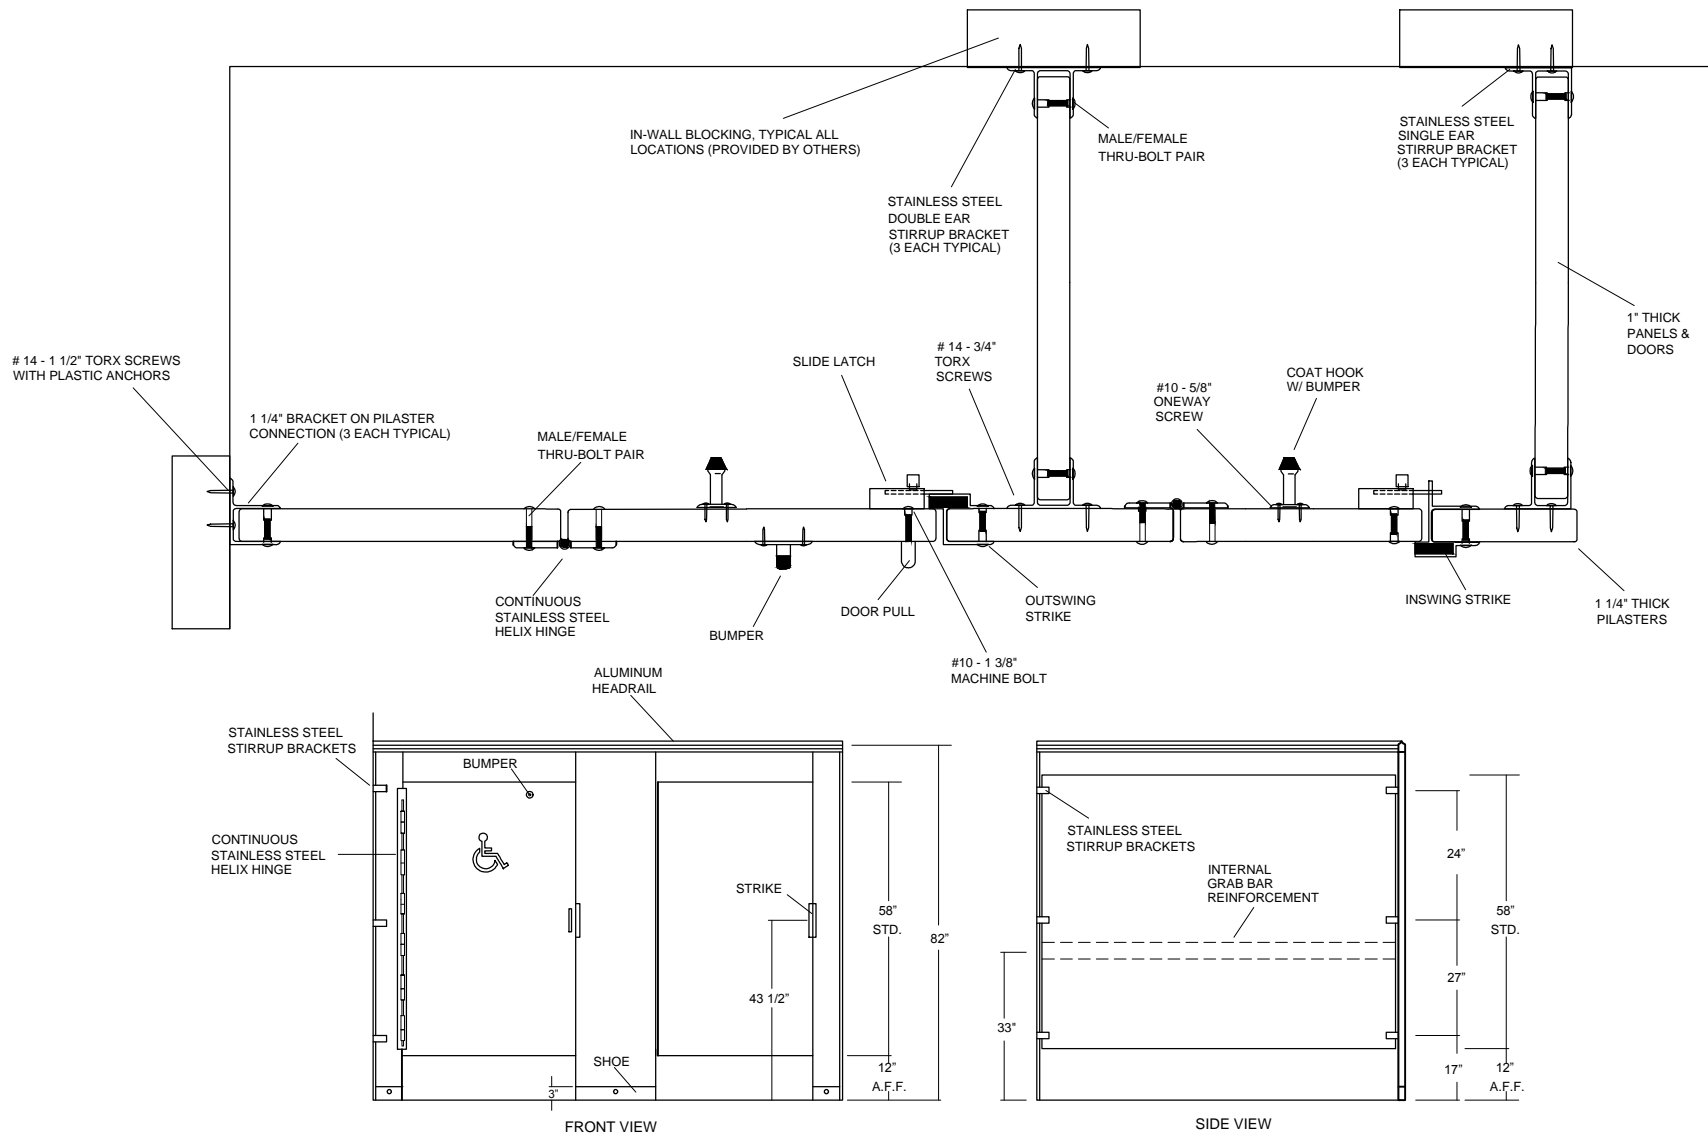 IN-WALL BLOCKING, TYPICAL ALL
LOCATIONS (PROVIDED BY OTHERS)
MALE/FEMALE
THRU-BOLT PAIR
STAINLESS STEEL
SINGLE EAR
STIRRUP BRACKET
(3 EACH TYPICAL)
STAINLESS STEEL
DOUBLE EAR
STIRRUP BRACKET
(3 EACH TYPICAL)
1" THICK
PANELS &
DOORS
# 14 - 1 1/2" TORX SCREWS
WITH PLASTIC ANCHORS
SLIDE LATCH
# 14 - 3/4"
TORX
SCREWS
#10 - 5/8"
ONEWAY
SCREW
COAT HOOK
W/ BUMPER
1 1/4" BRACKET ON PILASTER
CONNECTION (3 EACH TYPICAL)
MALE/FEMALE
THRU-BOLT PAIR
CONTINUOUS
STAINLESS STEEL
HELIX HINGE
BUMPER
DOOR PULL
OUTSWING
STRIKE
INSWING STRIKE
1 1/4" THICK
PILASTERS
#10 - 1 3/8"
MACHINE BOLT
ALUMINUM
HEADRAIL
STAINLESS STEEL
STIRRUP BRACKETS
BUMPER
CONTINUOUS
STAINLESS STEEL
HELIX HINGE
STRIKE
58"
STD.
82"
43 1/2"
SHOE
3"
12"
A.F.F.
FRONT VIEW
STAINLESS STEEL
STIRRUP BRACKETS
INTERNAL
GRAB BAR
REINFORCEMENT
24"
58"
STD.
27"
33"
17"
12"
A.F.F.
SIDE VIEW